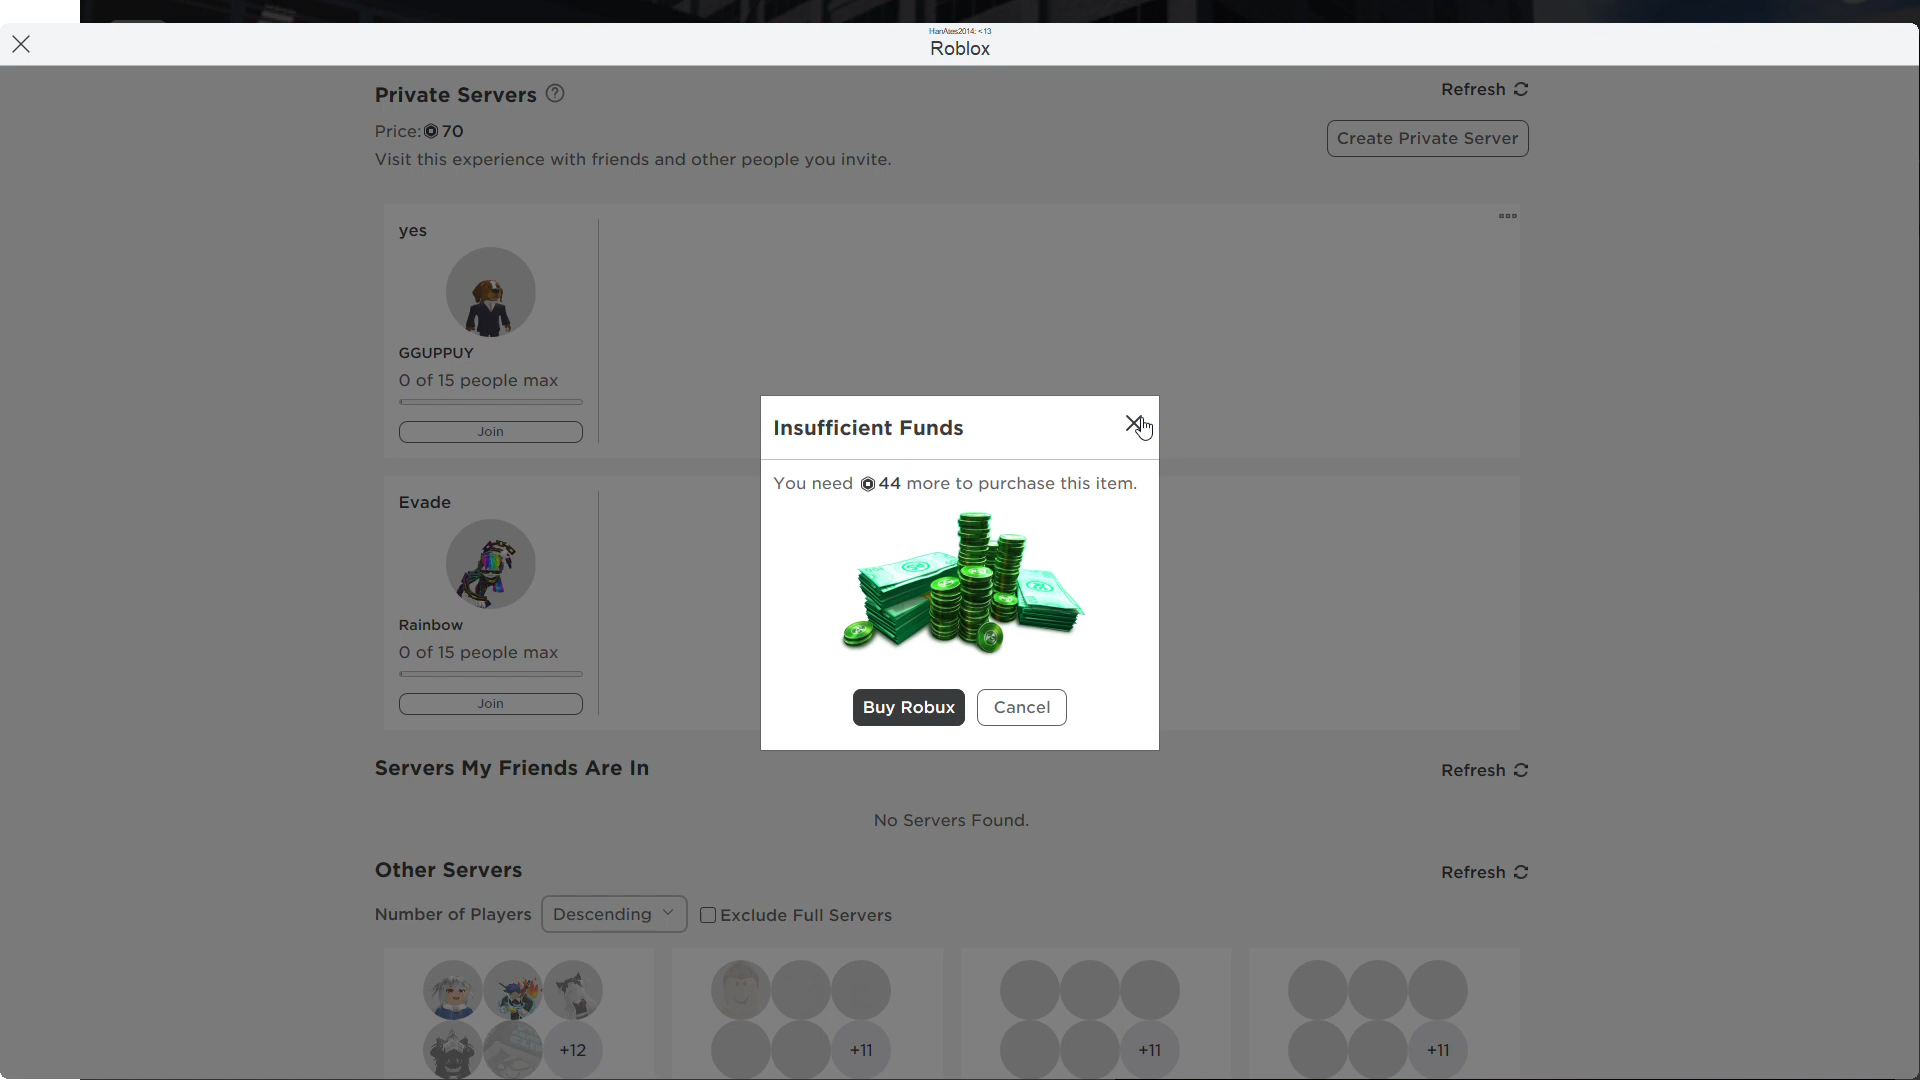 HanAtes2014: <13
Roblox
Private Servers
Refresh
Price: 70
Create Private Server
Visit this experience with friends and other people you invite.
yes
GGUPPUY
0 of 15 people max
Join
Insufficient Funds
You need 44 more to purchase this item.
Buy Robux
Cancel
Evade
Rainbow
0 of 15 people max
Join
Servers My Friends Are In
Refresh
No Servers Found.
Other Servers
Refresh
Number of Players
Descending
Exclude Full Servers
+12
+11
+11
+11